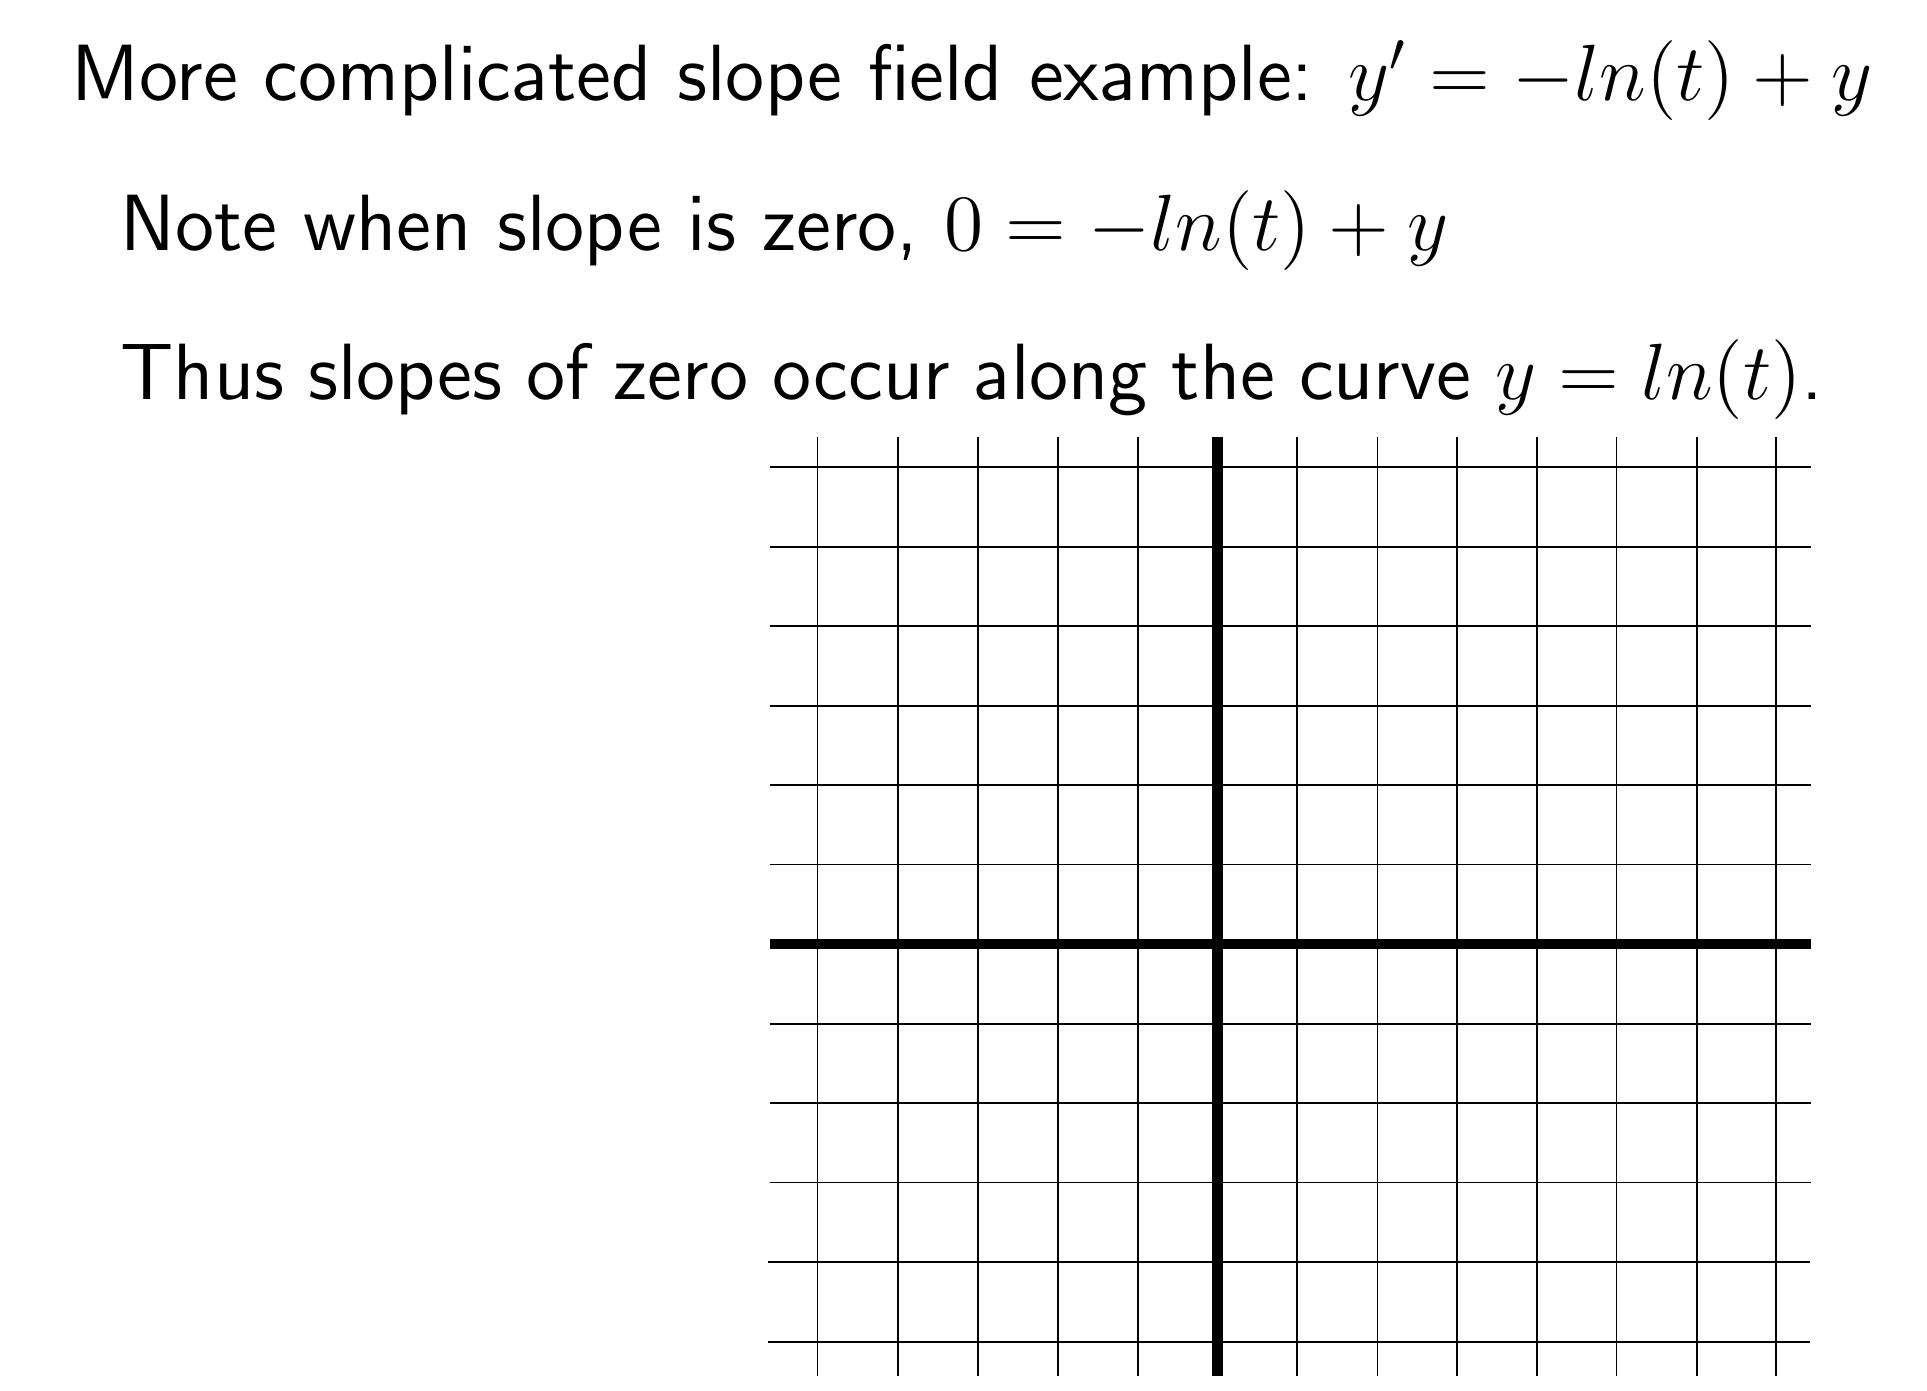 More complicated slope field example: y′ = −ln(t) + y
Note when slope is zero, 0 = −ln(t) + y
Thus slopes of zero occur along the curve y = ln(t).